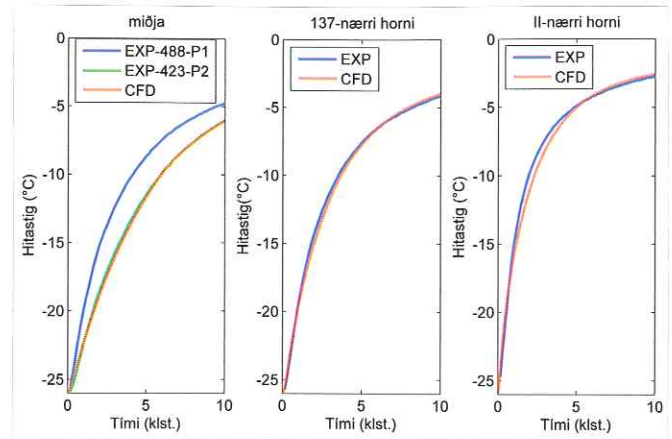 miðja
0
EXP-488-P1
EXP-423-P2
CFD
-5
-10
-15
-20
-25
0 5 10
Hitastig (°C)
Tími (klst.)
137-nærri horni
0
EXP
CFD
-5
-10
-15
-20
-25
0 5 10
Hitastig(°C)
Tími (klst.)
II-nærri horni
0
EXP
CFD
-5
-10
-15
-20
-25
0 5 10
Hitastig (°C)
Tími (klst.)